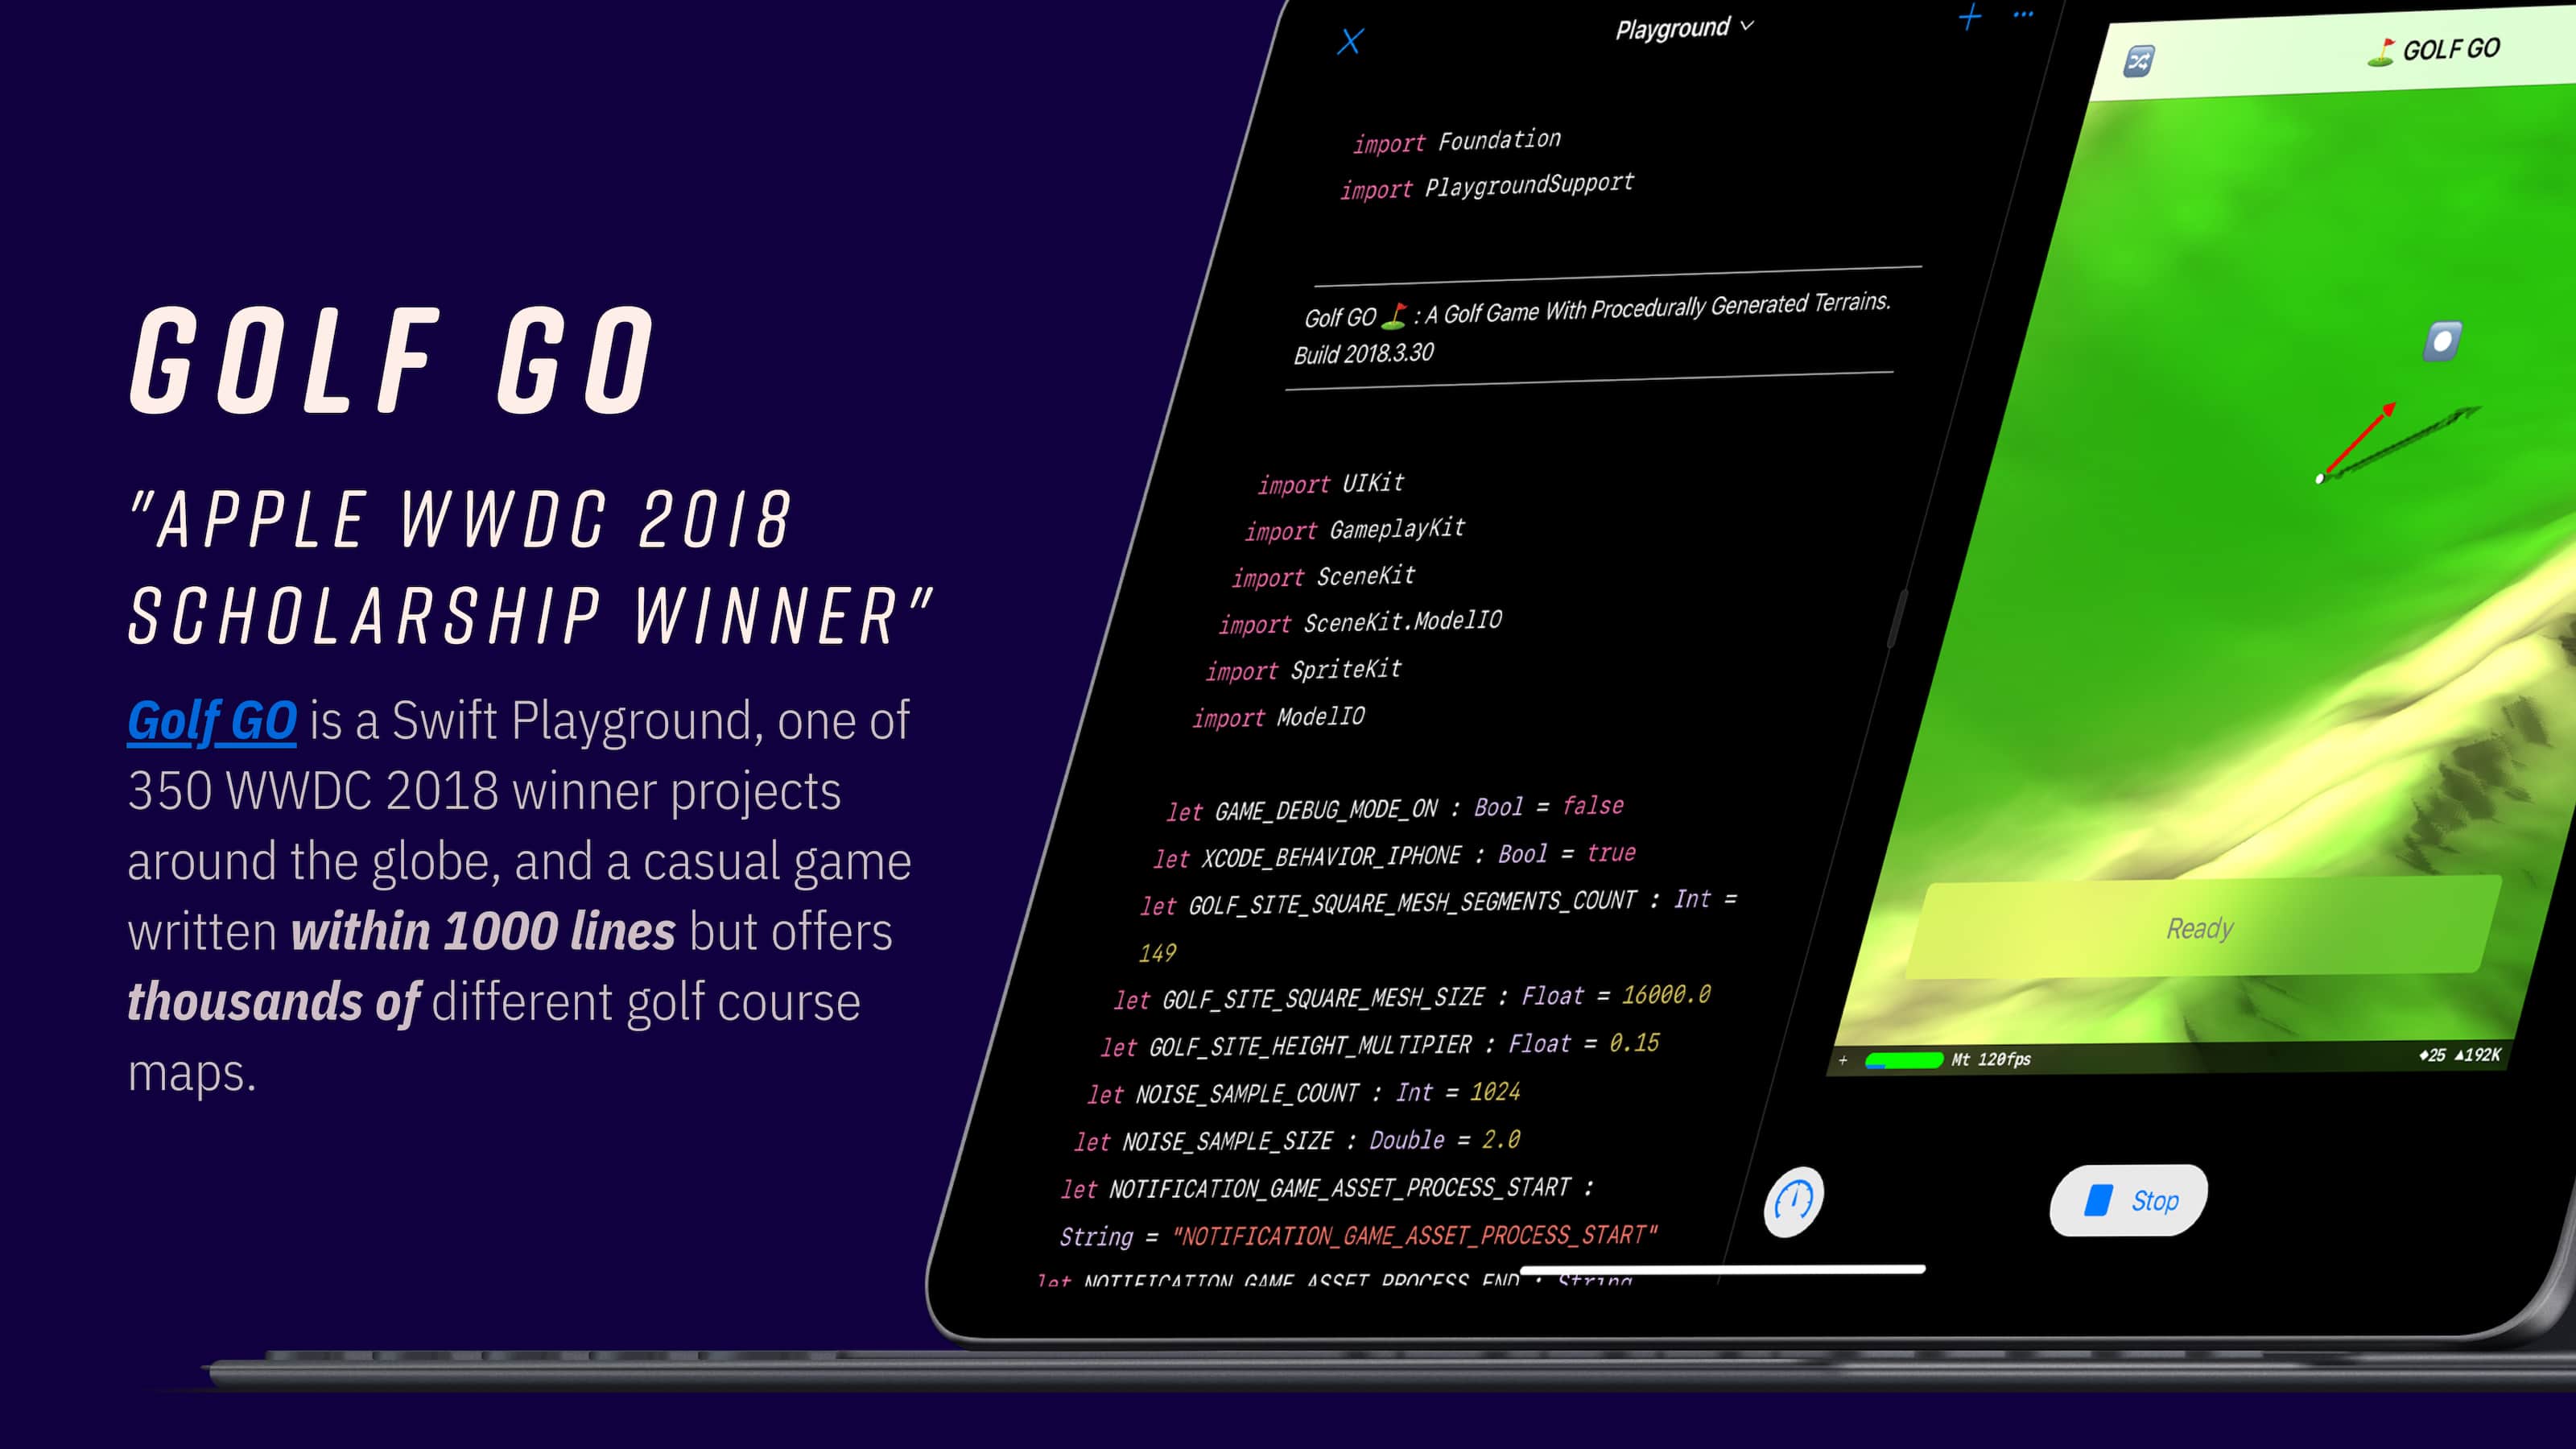 GOLF GO
"APPLE WWDC 2018
SCHOLARSHIP WINNER"
Golf GO is a Swift Playground, one of
350 WWDC 2018 winner projects
around the globe, and a casual game
written within 1000 lines but offers
thousands of different golf course
maps.
Playground
import Foundation
import PlaygroundSupport
Golf GO ⛳ : A Golf Game With Procedurally Generated Terrains.
Build 2018.3.30
import UIKit
import GameplayKit
import SceneKit
import SceneKit.ModelIO
import SpriteKit
import ModelIO
let GAME_DEBUG_MODE_ON : Bool = false
let XCODE_BEHAVIOR_IPHONE : Bool = true
let GOLF_SITE_SQUARE_MESH_SEGMENTS_COUNT : Int =
149
let GOLF_SITE_SQUARE_MESH_SIZE : Float = 16000.0
let GOLF_SITE_HEIGHT_MULTIPIER : Float = 0.15
let NOISE_SAMPLE_COUNT : Int = 1024
let NOISE_SAMPLE_SIZE : Double = 2.0
let NOTIFICATION_GAME_ASSET_PROCESS_START :
String = "NOTIFICATION_GAME_ASSET_PROCESS_START"
let NOTIFICATION_GAME_ASSET_PROCESS_END : String
⛳ GOLF GO
Ready
+ Mt 120fps ◆25 ▲192K
Stop